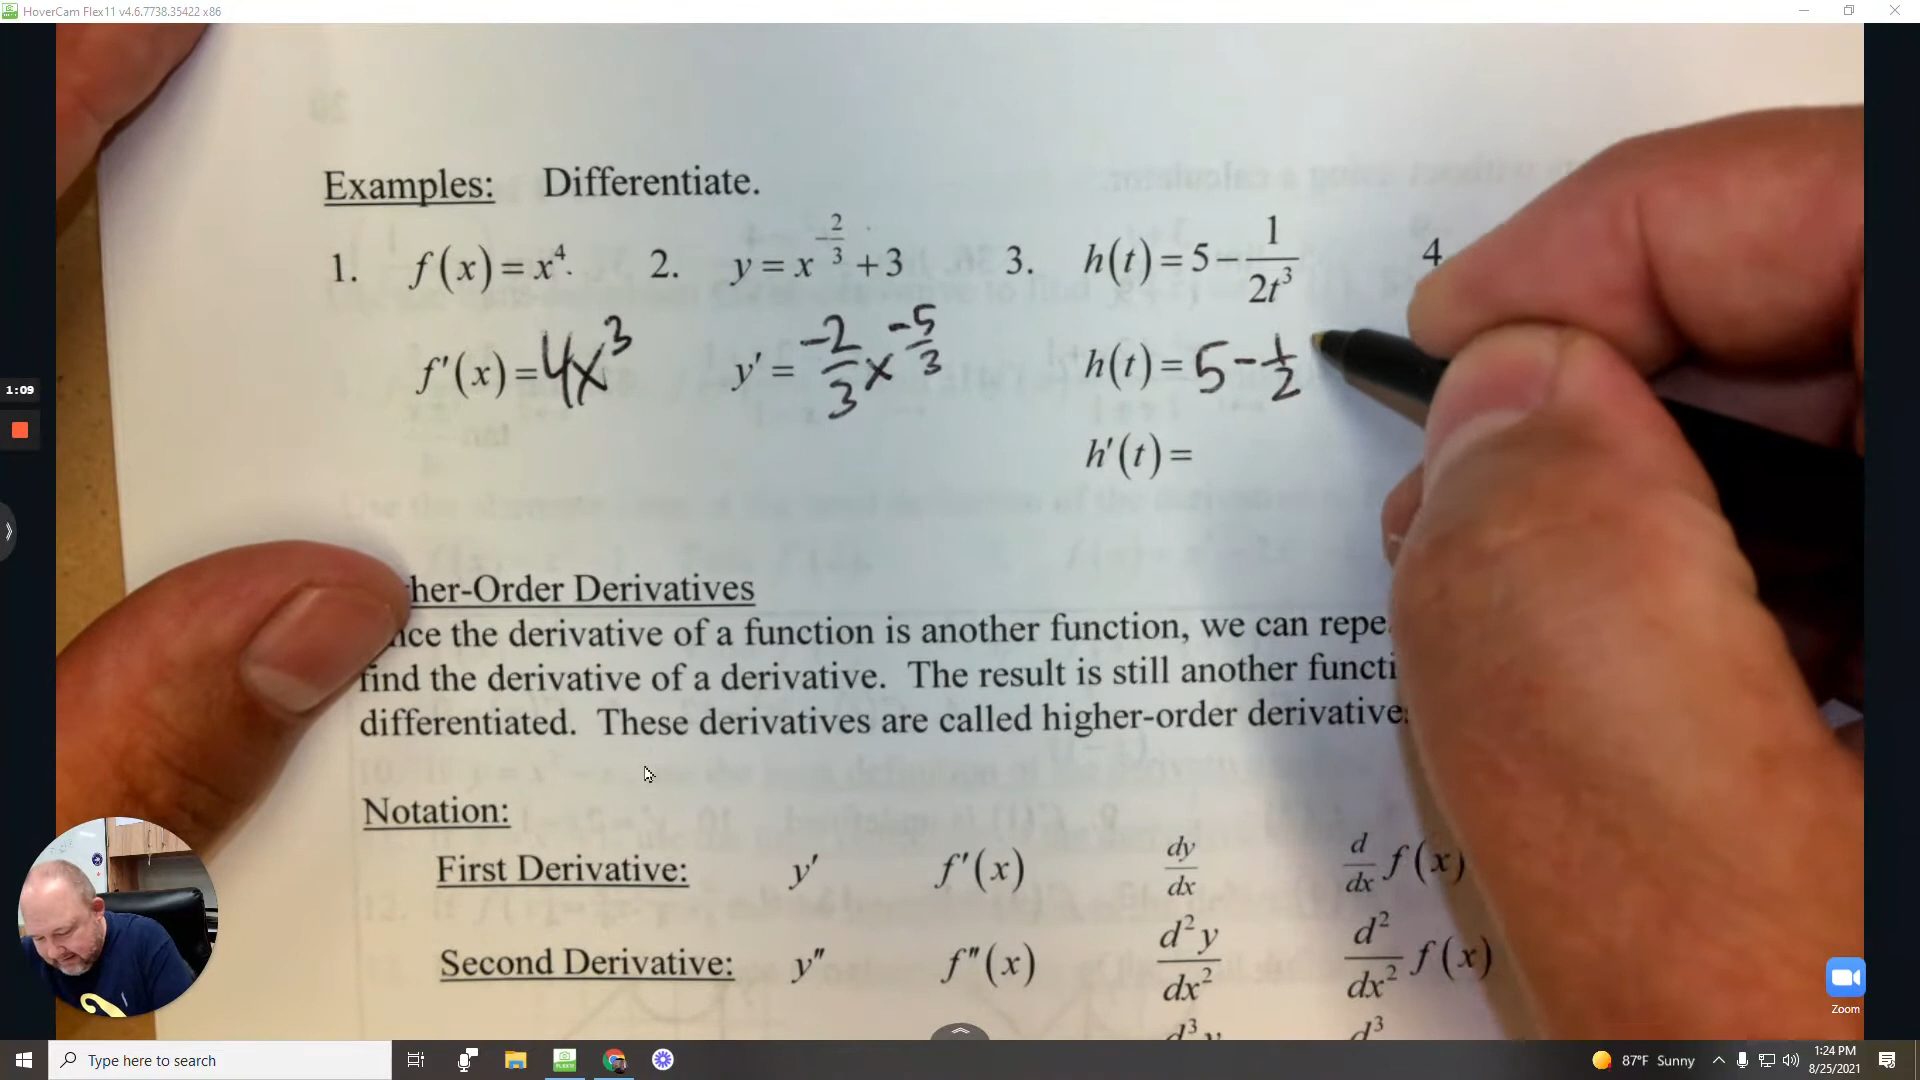 HoverCam Flex11 v4.6.7738.35422 x86
Examples: Differentiate.
1. f(x) = x⁴. 2. y = x^(-2/3) + 3 3. h(t) = 5 - 1/(2t³) 4
f'(x) = 4x³ y' = -2/3 x^(-5/3) h(t) = 5 - 1/2
h'(t) =
1:09
her-Order Derivatives
nce the derivative of a function is another function, we can repe
find the derivative of a derivative. The result is still another functi
differentiated. These derivatives are called higher-order derivative
Notation:
First Derivative: y' f'(x) dy/dx d/dx f(x)
Second Derivative: y" f"(x) d²y/dx² d²/dx² f(x)
d³y d³
Zoom
Type here to search
87°F Sunny
1:24 PM
8/25/2021